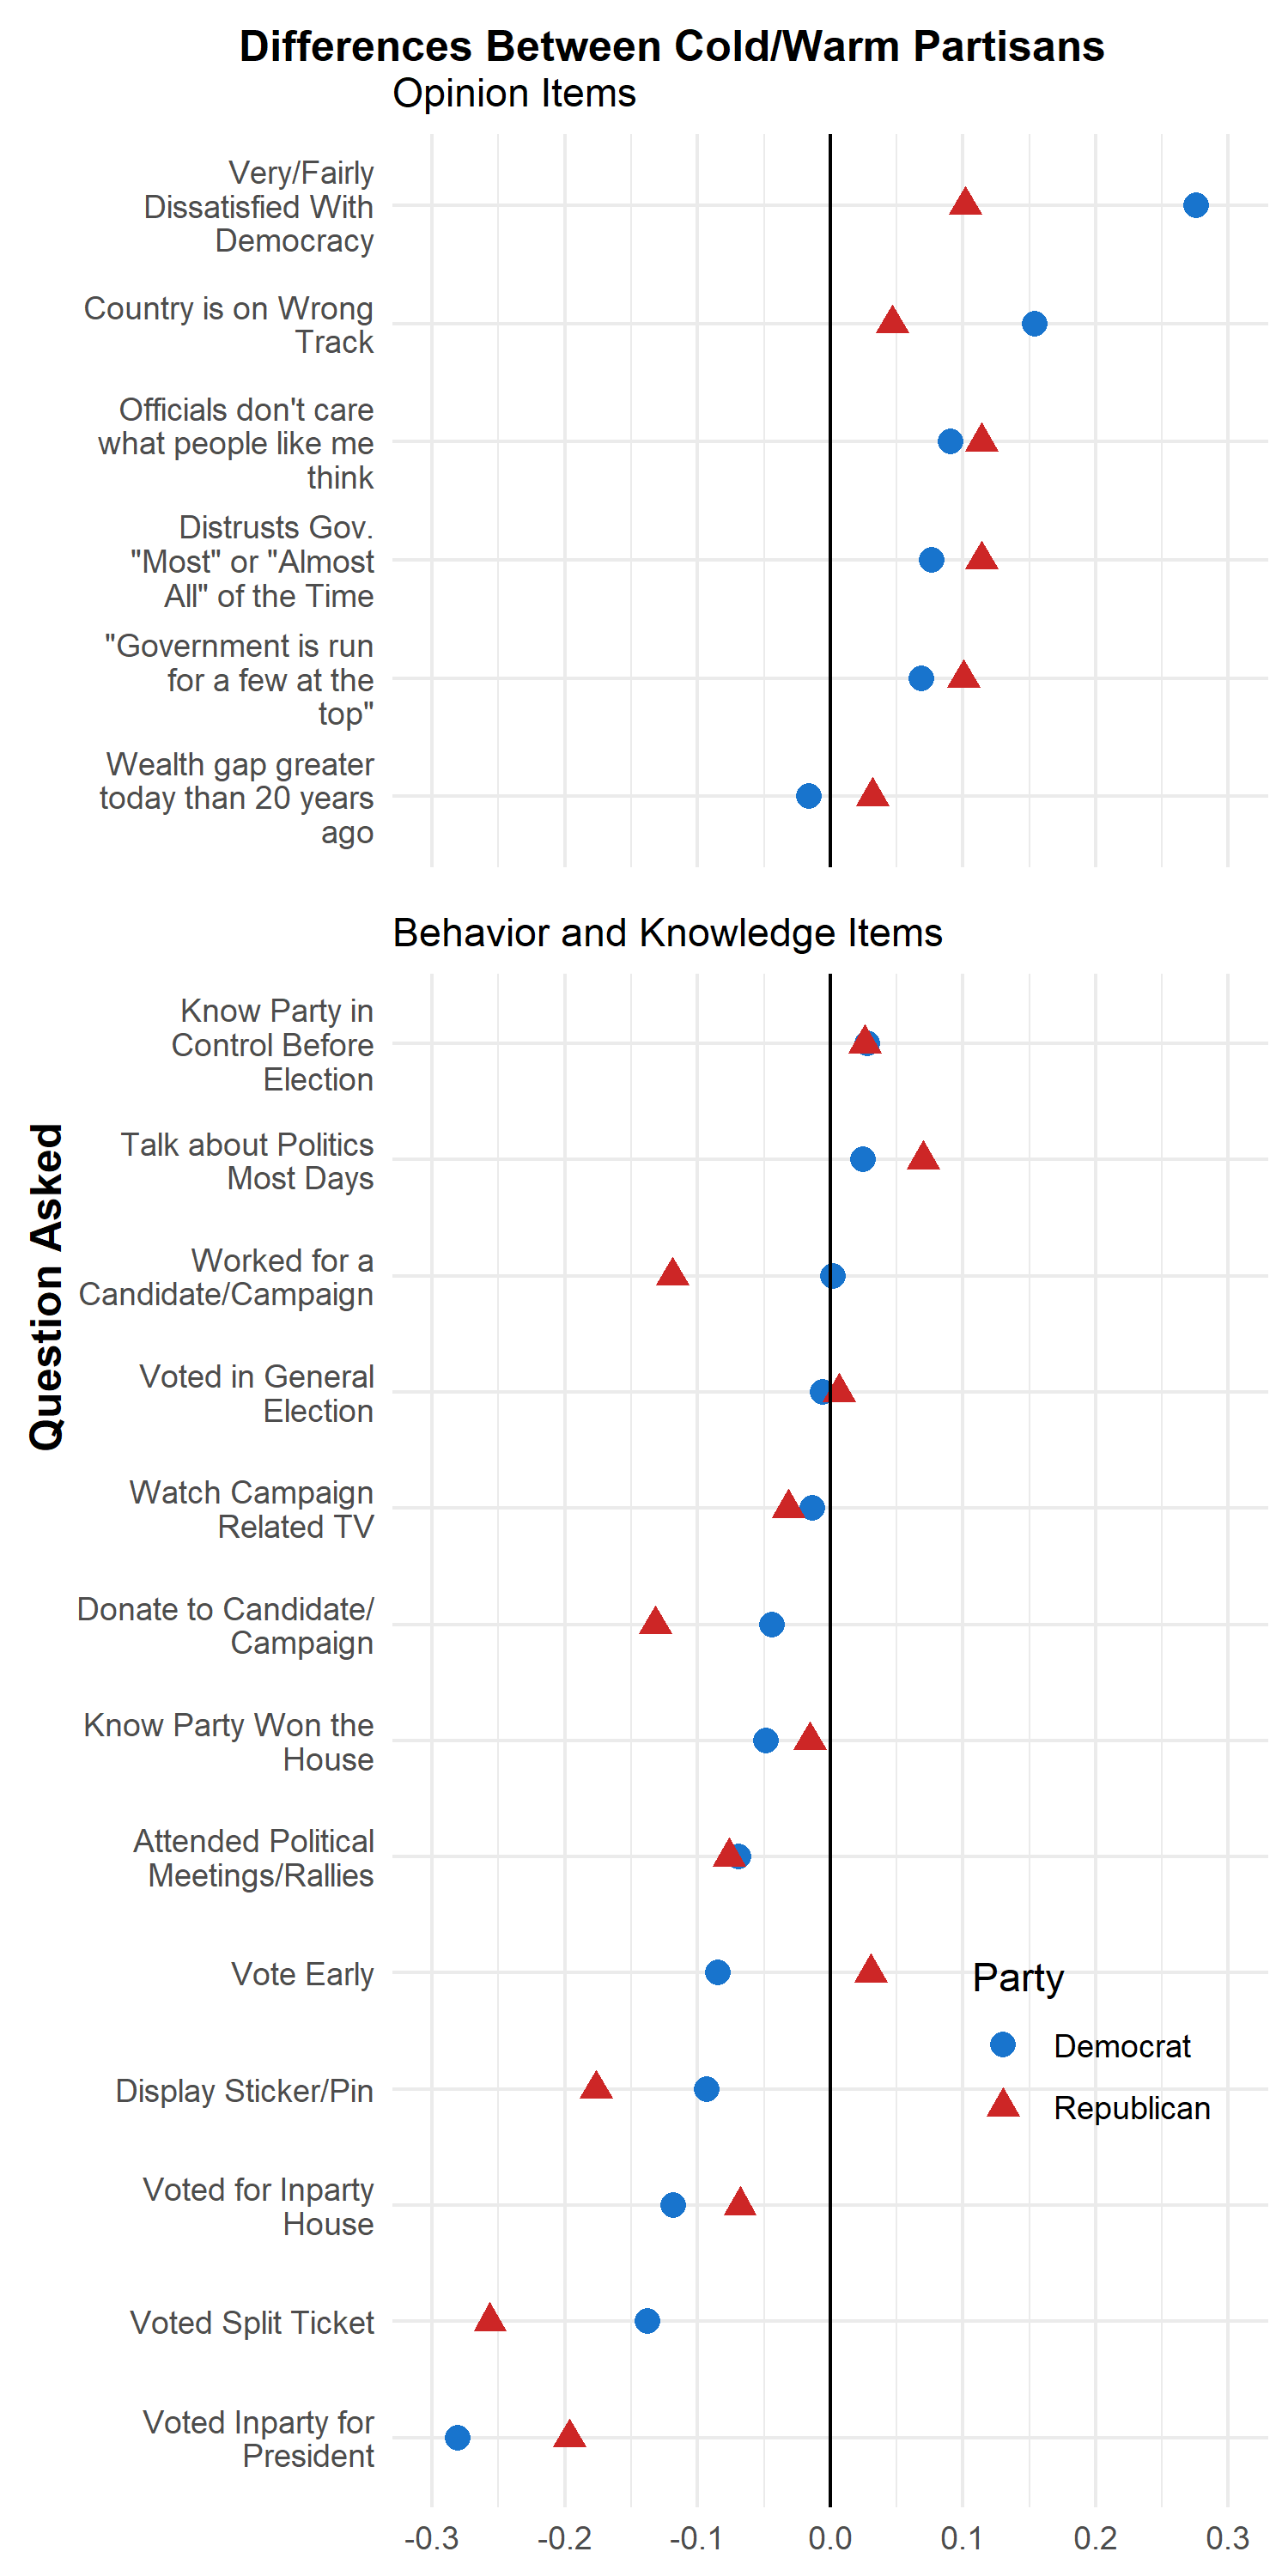 Differences Between Cold/Warm Partisans
Opinion Items
Very/Fairly
Dissatisfied With
Democracy
Country is on Wrong
Track
Officials don't care
what people like me
think
Distrusts Gov.
"Most" or "Almost
All" of the Time
"Government is run
for a few at the
top"
Wealth gap greater
today than 20 years
ago
Behavior and Knowledge Items
Question Asked
Know Party in
Control Before
Election
Talk about Politics
Most Days
Worked for a
Candidate/Campaign
Voted in General
Election
Watch Campaign
Related TV
Donate to Candidate/
Campaign
Know Party Won the
House
Attended Political
Meetings/Rallies
Vote Early
Display Sticker/Pin
Voted for Inparty
House
Voted Split Ticket
Voted Inparty for
President
Party
Democrat
Republican
-0.3 -0.2 -0.1 0.0 0.1 0.2 0.3